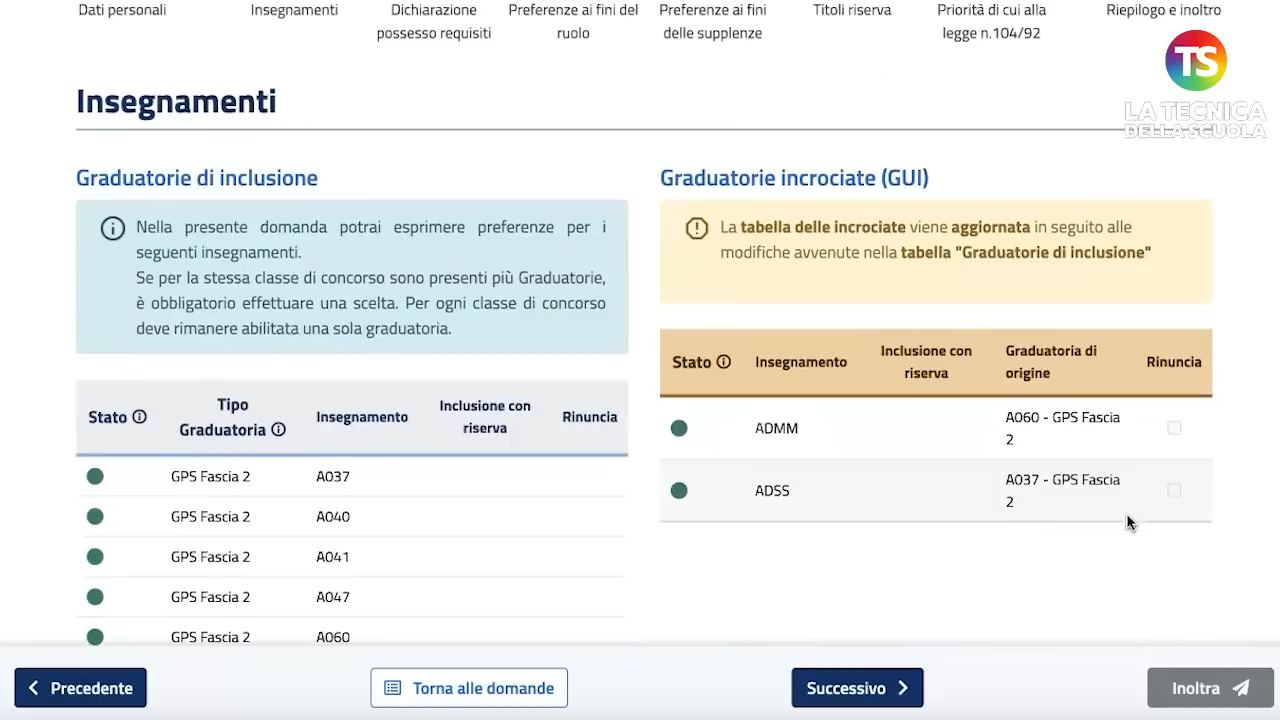 Dati personali
Insegnamenti
Dichiarazione
possesso requisiti
Preferenze ai fini del
ruolo
Preferenze ai fini
delle supplenze
Titoli riserva
Priorità di cui alla
legge n.104/92
Riepilogo e inoltro
TS
LA TECNICA
DELLA SCUOLA
Insegnamenti
Graduatorie di inclusione
Nella presente domanda potrai esprimere preferenze per i
seguenti insegnamenti.
Se per la stessa classe di concorso sono presenti più Graduatorie,
è obbligatorio effettuare una scelta. Per ogni classe di concorso
deve rimanere abilitata una sola graduatoria.
Stato
Tipo
Graduatoria
Insegnamento
Inclusione con
riserva
Rinuncia
GPS Fascia 2 A037
GPS Fascia 2 A040
GPS Fascia 2 A041
GPS Fascia 2 A047
GPS Fascia 2 A060
Graduatorie incrociate (GUI)
La tabella delle incrociate viene aggiornata in seguito alle
modifiche avvenute nella tabella "Graduatorie di inclusione"
Stato
Insegnamento
Inclusione con
riserva
Graduatoria di
origine
Rinuncia
ADMM
A060 - GPS Fascia
2
ADSS
A037 - GPS Fascia
2
Precedente
Torna alle domande
Successivo
Inoltra